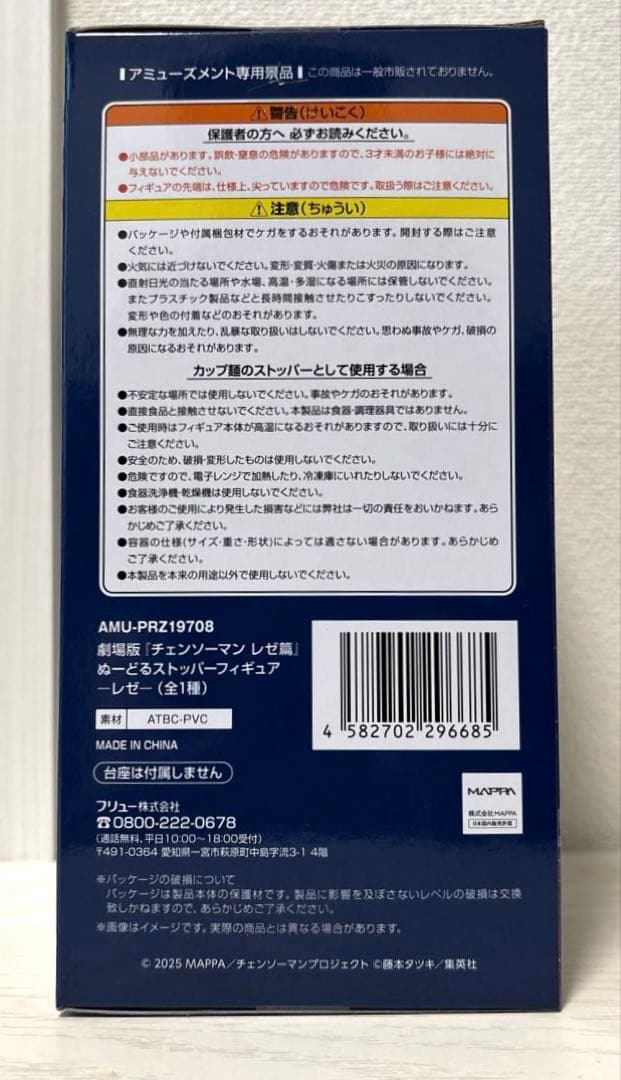 アミューズメント専用景品 この商品は一般市販されておりません。
⚠警告(けいこく)
保護者の方へ 必ずお読みください。
●小部品があります。誤飲・窒息の危険がありますので、3才未満のお子様には絶対に
与えないでください。
●フィギュアの先端は、仕様上、尖っていますので危険です。取扱う際はご注意ください。
⚠注意(ちゅうい)
●パッケージや付属梱包材でケガをするおそれがあります。開封する際はご注意
ください。
●火気には近づけないでください。変形・変質・火傷または火災の原因になります。
●直射日光の当たる場所や水場、高温・多湿になる場所には保管しないでください。
またプラスチック製品などと長時間接触させたりこすったりしないでください。
変形や色の付着などのおそれがあります。
●無理な力を加えたり、乱暴な取り扱いはしないでください。思わぬ事故やケガ、破損の
原因になるおそれがあります。
カップ麺のストッパーとして使用する場合
●不安定な場所では使用しないでください。事故やケガのおそれがあります。
●直接食品と接触させないでください。本製品は食器・調理器具ではありません。
●ご使用時はフィギュア本体が高温になるおそれがありますので、取り扱いには十分に
ご注意ください。
●安全のため、破損・変形したものは使用しないでください。
●危険ですので、電子レンジで加熱したり、冷凍庫にいれたりしないでください。
●食器洗浄機・乾燥機は使用しないでください。
●お客様のご使用により発生した損害などには弊社は一切の責任をおいかねます。あら
かじめご了承ください。
●容器の仕様(サイズ・重さ・形状)によっては適さない場合があります。あらかじめ
ご了承ください。
●本製品を本来の用途以外で使用しないでください。
AMU-PRZ19708
劇場版『チェンソーマン レゼ篇』
ぬーどるストッパーフィギュア
―レゼ―(全1種)
素材 ATBC-PVC
MADE IN CHINA
台座は付属しません
4 582702 296685
フリュー株式会社
☎0800-222-0678
(通話無料、平日10:00~18:00受付)
〒491-0364 愛知県一宮市萩原町中島字流3-1 4階
MAPPA
株式会社MAPPA
日本国内販売許諾
※パッケージの破損について
パッケージは製品本体の保護材です。製品に影響を及ぼさないレベルの破損は交換
致しかねますので、あらかじめご了承ください。
※画像はイメージです。実際の商品とは異なる場合があります。
© 2025 MAPPA/チェンソーマンプロジェクト ©藤本タツキ/集英社